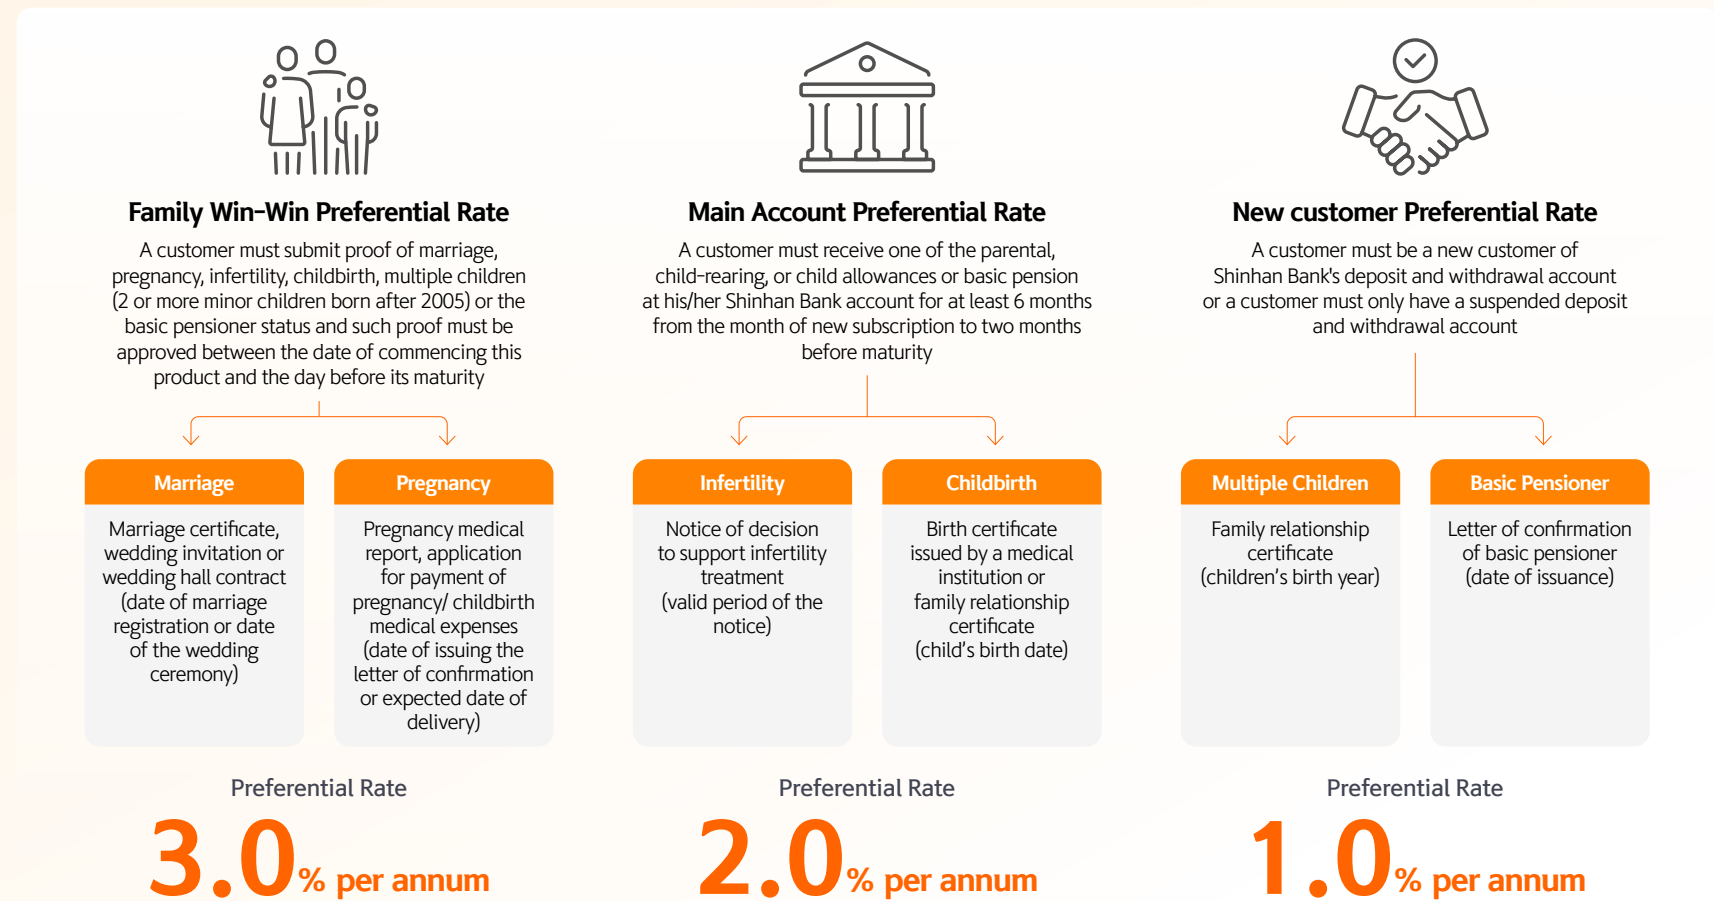 Family Win-Win Preferential Rate
A customer must submit proof of marriage,
pregnancy, infertility, childbirth, multiple children
(2 or more minor children born after 2005) or the
basic pensioner status and such proof must be
approved between the date of commencing this
product and the day before its maturity
Marriage
Marriage certificate,
wedding invitation or
wedding hall contract
(date of marriage
registration or date
of the wedding
ceremony)
Pregnancy
Pregnancy medical
report, application
for payment of
pregnancy/ childbirth
medical expenses
(date of issuing the
letter of confirmation
or expected date of
delivery)
Preferential Rate
3.0% per annum
Main Account Preferential Rate
A customer must receive one of the parental,
child-rearing, or child allowances or basic pension
at his/her Shinhan Bank account for at least 6 months
from the month of new subscription to two months
before maturity
Infertility
Notice of decision
to support infertility
treatment
(valid period of the
notice)
Childbirth
Birth certificate
issued by a medical
institution or
family relationship
certificate
(child's birth date)
Preferential Rate
2.0% per annum
New customer Preferential Rate
A customer must be a new customer of
Shinhan Bank's deposit and withdrawal account
or a customer must only have a suspended deposit
and withdrawal account
Multiple Children
Family relationship
certificate
(children's birth year)
Basic Pensioner
Letter of confirmation
of basic pensioner
(date of issuance)
Preferential Rate
1.0% per annum